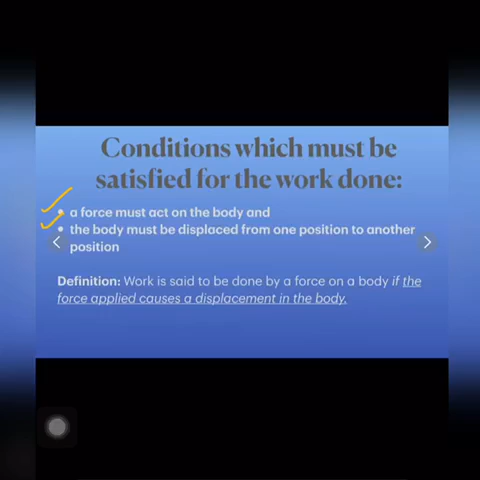 Conditions which must be
satisfied for the work done:
• a force must act on the body and
• the body must be displaced from one position to another
position
Definition: Work is said to be done by a force on a body if the
force applied causes a displacement in the body.